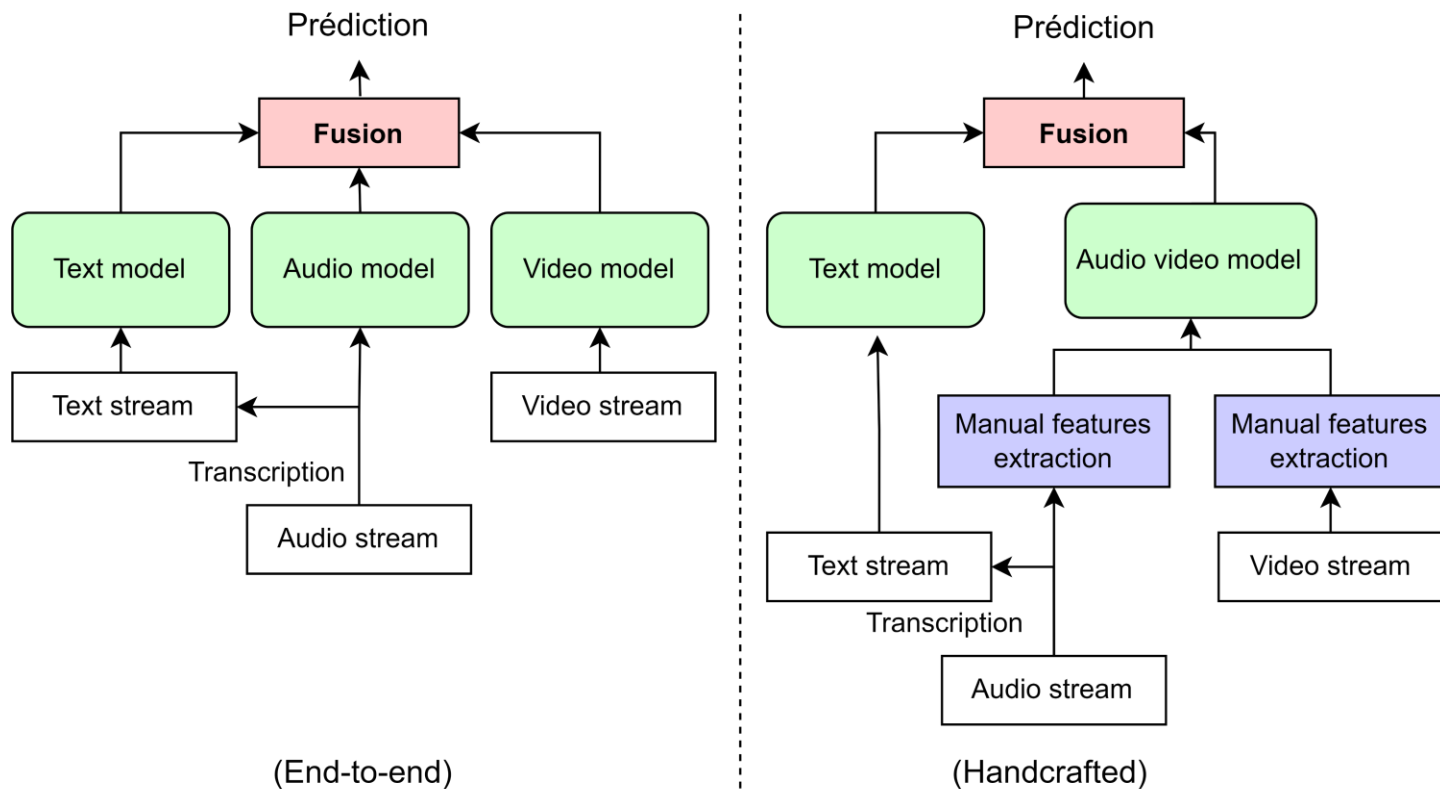 Prédiction
Fusion
Text model
Audio model
Video model
Text stream
Video stream
Transcription
Audio stream
(End-to-end)
Prédiction
Fusion
Text model
Audio video model
Manual features
extraction
Manual features
extraction
Text stream
Video stream
Transcription
Audio stream
(Handcrafted)